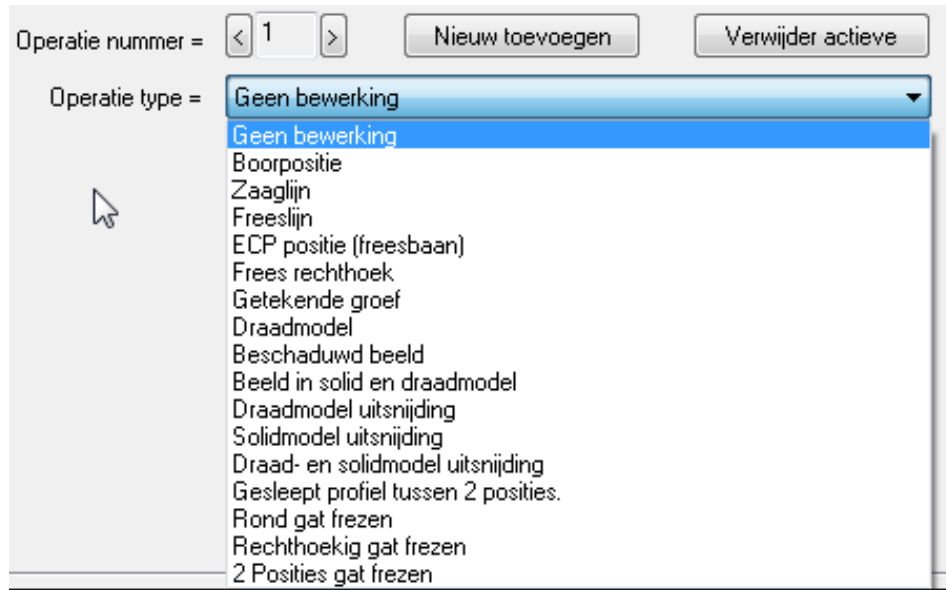 Operatie nummer = < 1 > Nieuw toevoegen Verwijder actieve
Operatie type = Geen bewerking
Geen bewerking
Boorpositie
Zaaglijn
Freeslijn
ECP positie (freesbaan)
Frees rechthoek
Getekende groef
Draadmodel
Beschaduwd beeld
Beeld in solid en draadmodel
Draadmodel uitsnijding
Solidmodel uitsnijding
Draad- en solidmodel uitsnijding
Gesleept profiel tussen 2 posities.
Rond gat frezen
Rechthoekig gat frezen
2 Posities gat frezen